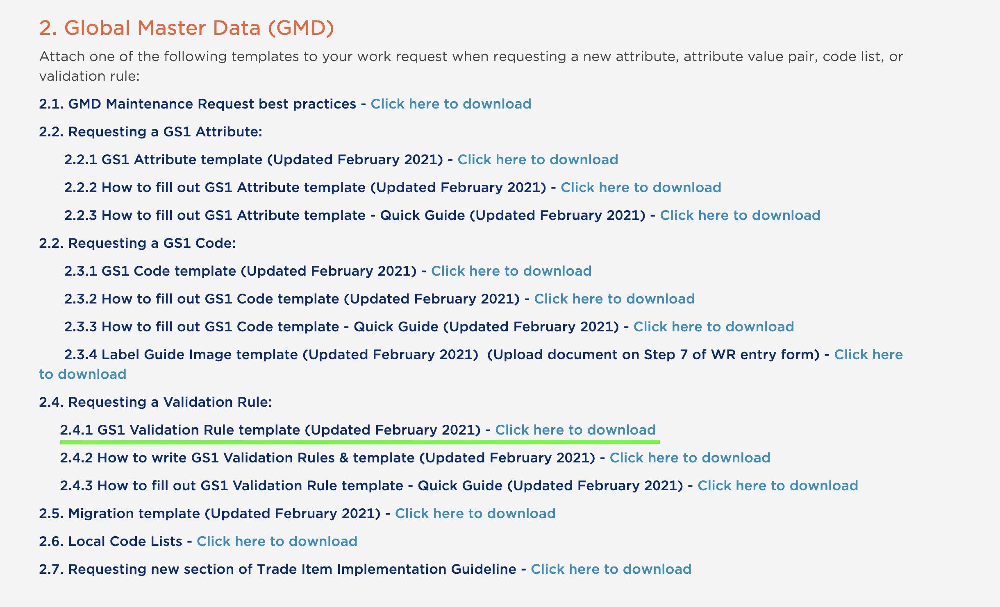 2. Global Master Data (GMD)
Attach one of the following templates to your work request when requesting a new attribute, attribute value pair, code list, or
validation rule:
2.1. GMD Maintenance Request best practices - Click here to download
2.2. Requesting a GS1 Attribute:
2.2.1 GS1 Attribute template (Updated February 2021) - Click here to download
2.2.2 How to fill out GS1 Attribute template (Updated February 2021) - Click here to download
2.2.3 How to fill out GS1 Attribute template - Quick Guide (Updated February 2021) - Click here to download
2.2. Requesting a GS1 Code:
2.3.1 GS1 Code template (Updated February 2021) - Click here to download
2.3.2 How to fill out GS1 Code template (Updated February 2021) - Click here to download
2.3.3 How to fill out GS1 Code template - Quick Guide (Updated February 2021) - Click here to download
2.3.4 Label Guide Image template (Updated February 2021)  (Upload document on Step 7 of WR entry form) - Click here
to download
2.4. Requesting a Validation Rule:
2.4.1 GS1 Validation Rule template (Updated February 2021) - Click here to download
2.4.2 How to write GS1 Validation Rules & template (Updated February 2021) - Click here to download
2.4.3 How to fill out GS1 Validation Rule template - Quick Guide (Updated February 2021) - Click here to download
2.5. Migration template (Updated February 2021) - Click here to download
2.6. Local Code Lists - Click here to download
2.7. Requesting new section of Trade Item Implementation Guideline - Click here to download